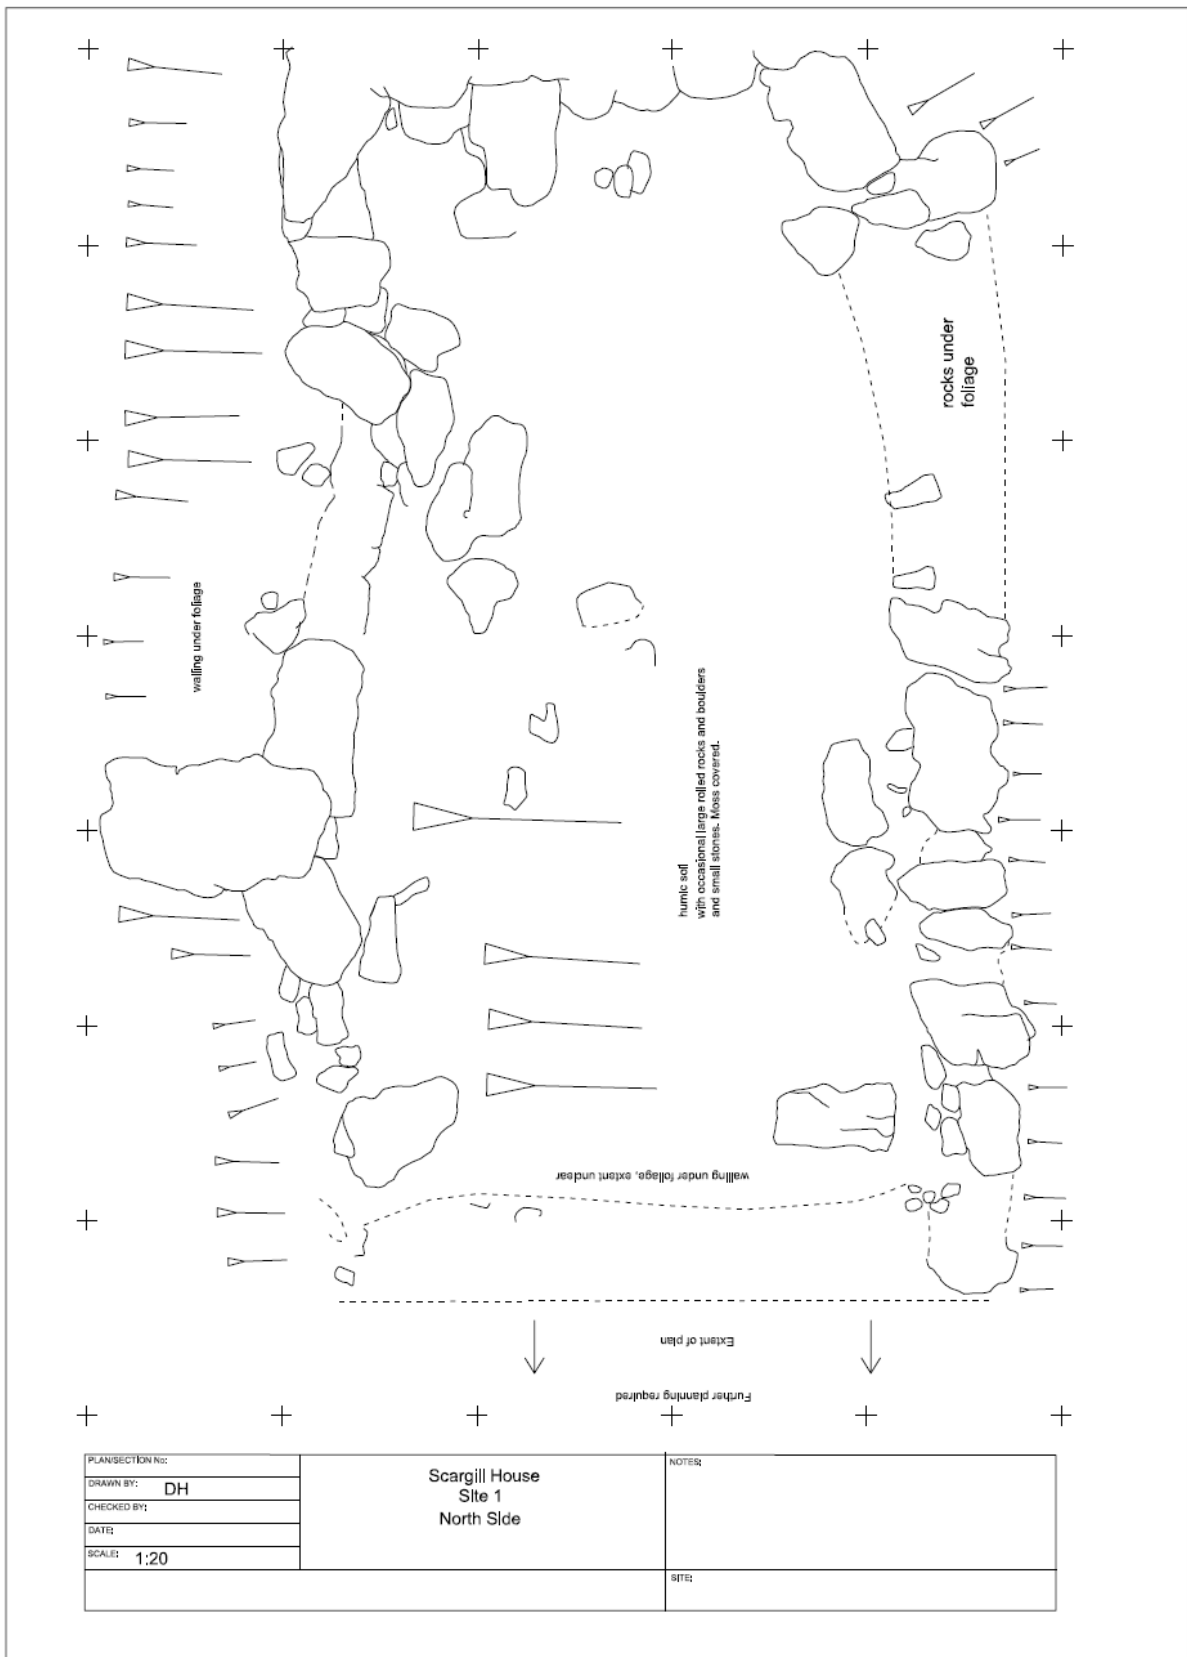 rocks under
foliage
walling under foliage
humic soil
with occasional large rolled rocks and boulders
and small stones. Moss covered.
walling under foliage, extent unclear
Extent of plan
Further planning required
PLAN/SECTION No:
DRAWN BY: DH
CHECKED BY:
DATE:
SCALE: 1:20
Scargill House
Site 1
North Side
NOTES:
SITE: